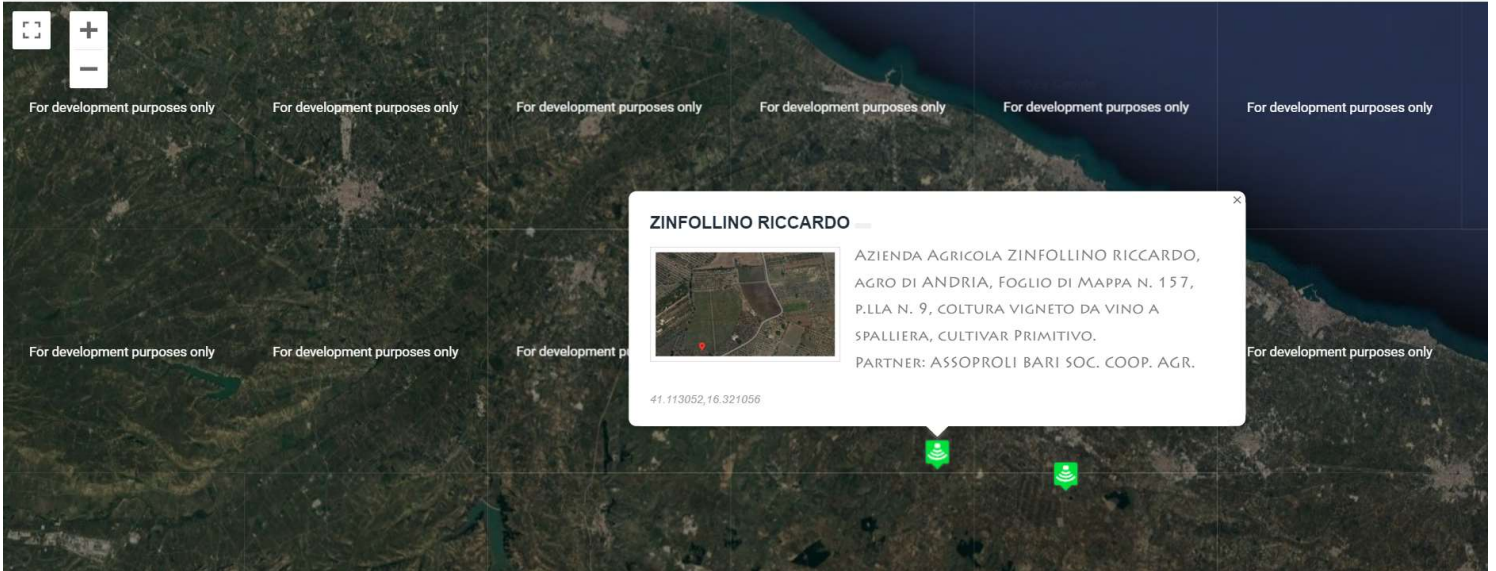 +
−
For development purposes only For development purposes only For development purposes only For development purposes only For development purposes only For development purposes only
×
ZINFOLLINO RICCARDO
AZIENDA AGRICOLA ZINFOLLINO RICCARDO,
AGRO DI ANDRIA, FOGLIO DI MAPPA N. 157,
P.LLA N. 9, COLTURA VIGNETO DA VINO A
SPALLIERA, CULTIVAR PRIMITIVO.
PARTNER: ASSOPROLI BARI SOC. COOP. AGR.
41.113052,16.321056
For development purposes only For development purposes only For development p For development purposes only